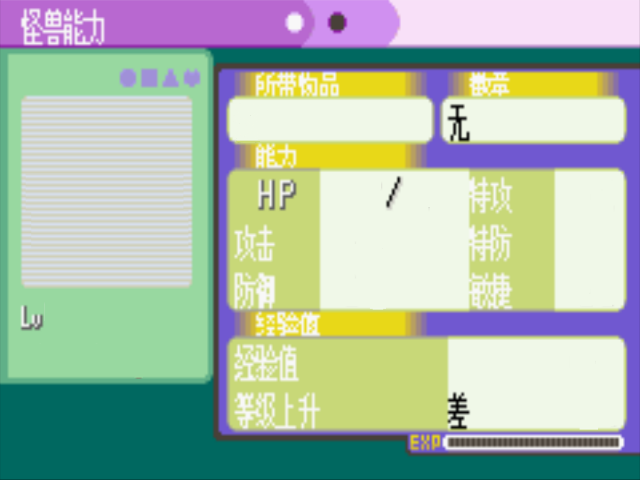 怪兽能力
所带物品 徽章
无
能力
HP / 特攻
攻击 特防
防御 敏捷
Lv
经验值
经验值
等级上升 差
EXP